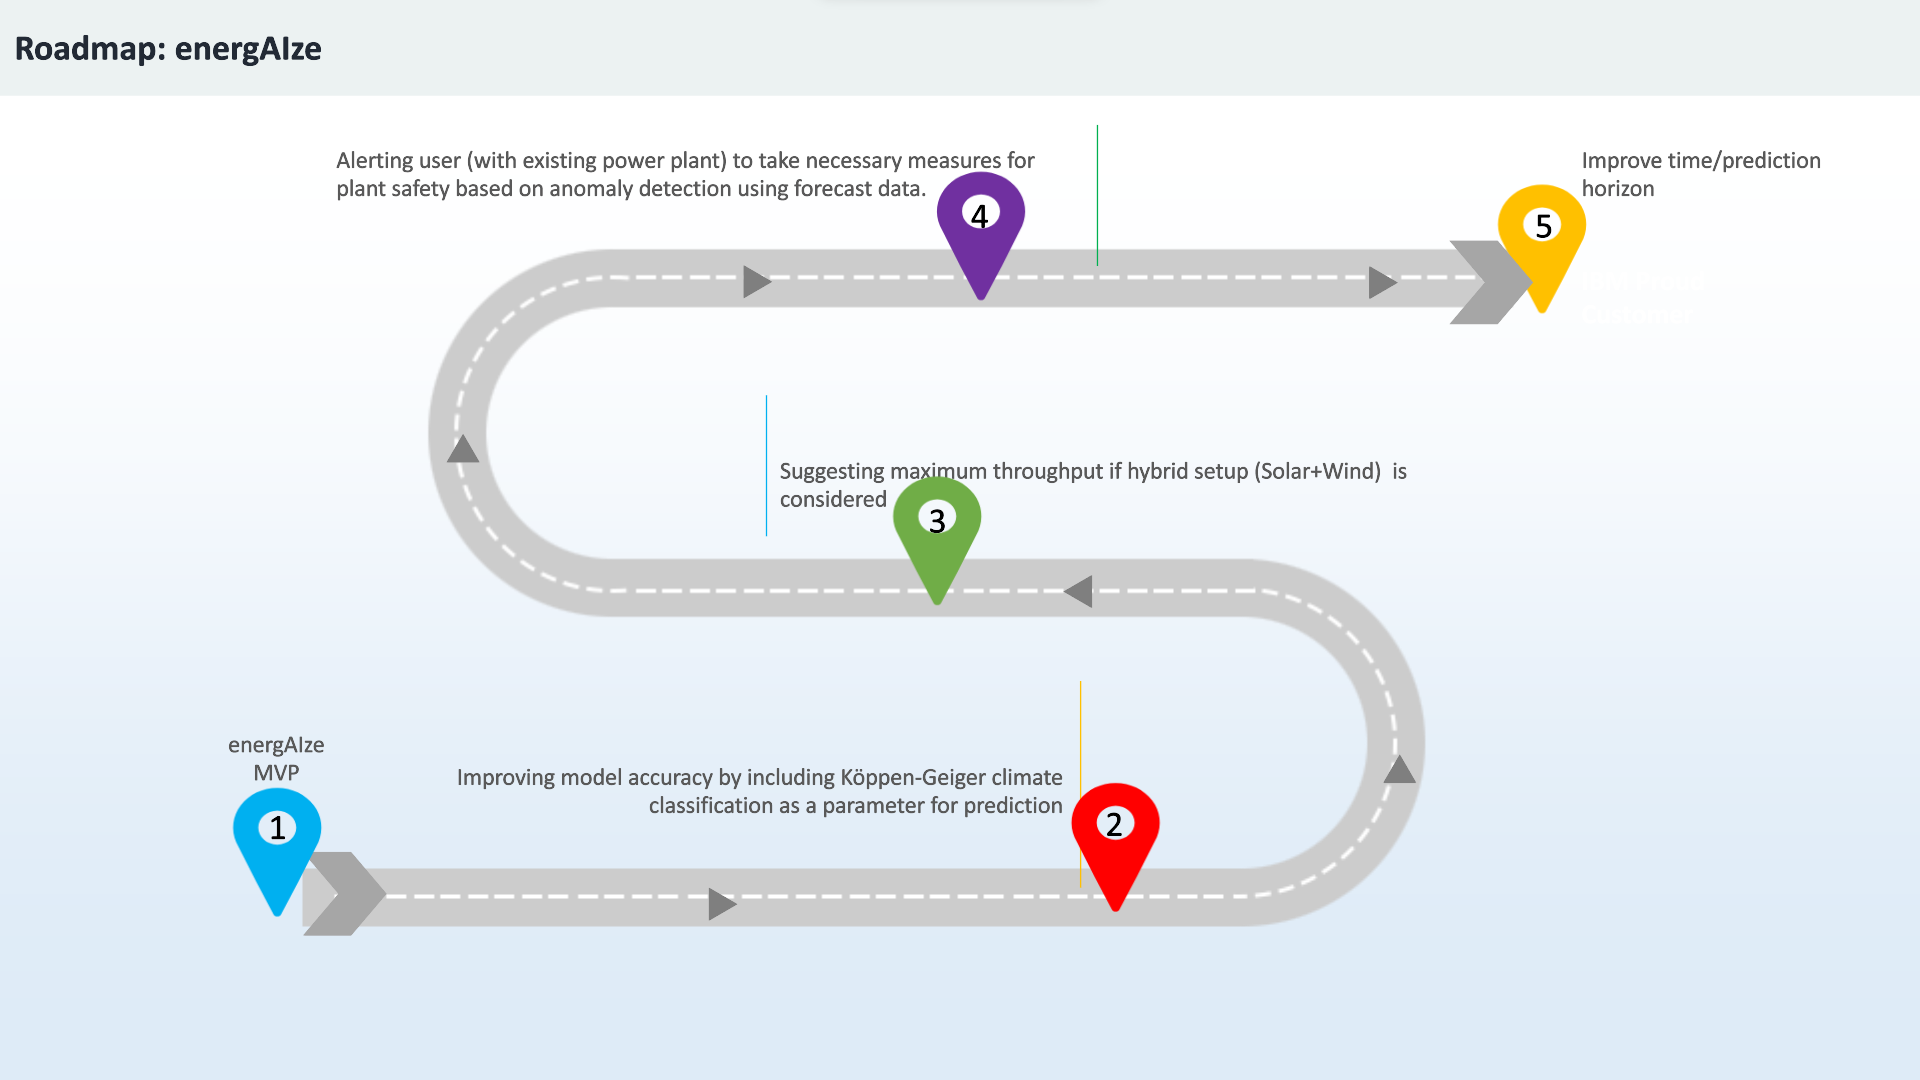 Roadmap: energAIze
Alerting user (with existing power plant) to take necessary measures for
plant safety based on anomaly detection using forecast data.
4
Improve time/prediction
horizon
5
Suggesting maximum throughput if hybrid setup (Solar+Wind)  is
considered
3
energAIze
MVP
1
Improving model accuracy by including Köppen-Geiger climate
classification as a parameter for prediction
2